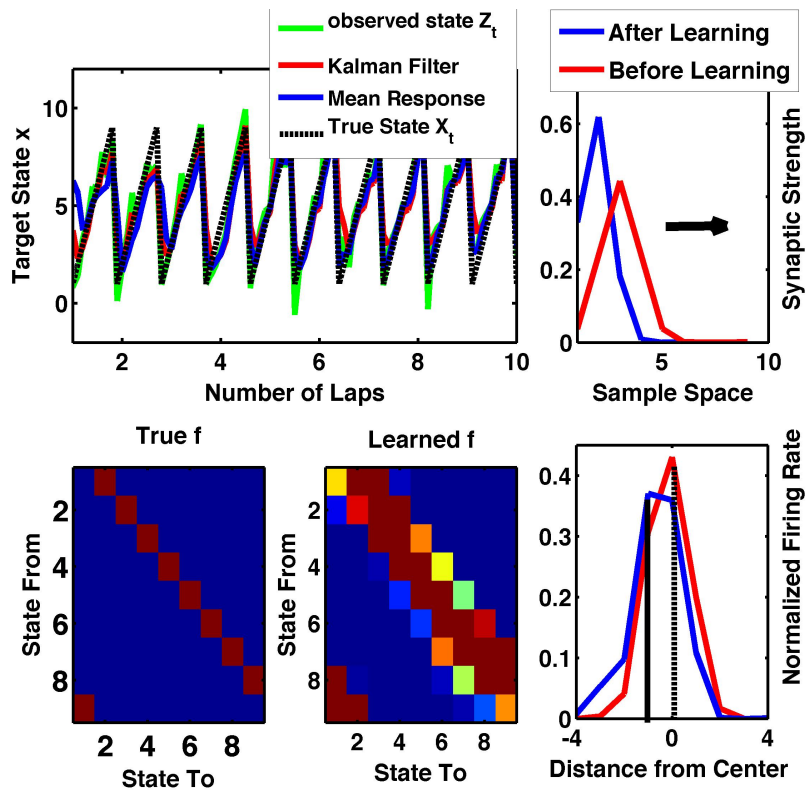 observed state Z_t
Kalman Filter
Mean Response
True State X_t
After Learning
Before Learning
Target State x
10
5
0
2
4
6
8
10
Number of Laps
0.6
0.4
0.2
0
5
10
Sample Space
Synaptic Strength
True f
State From
2
4
6
8
2
4
6
8
State To
Learned f
State From
2
4
6
8
2
4
6
8
State To
0.4
0.3
0.2
0.1
0
-4
0
4
Distance from Center
Normalized Firing Rate